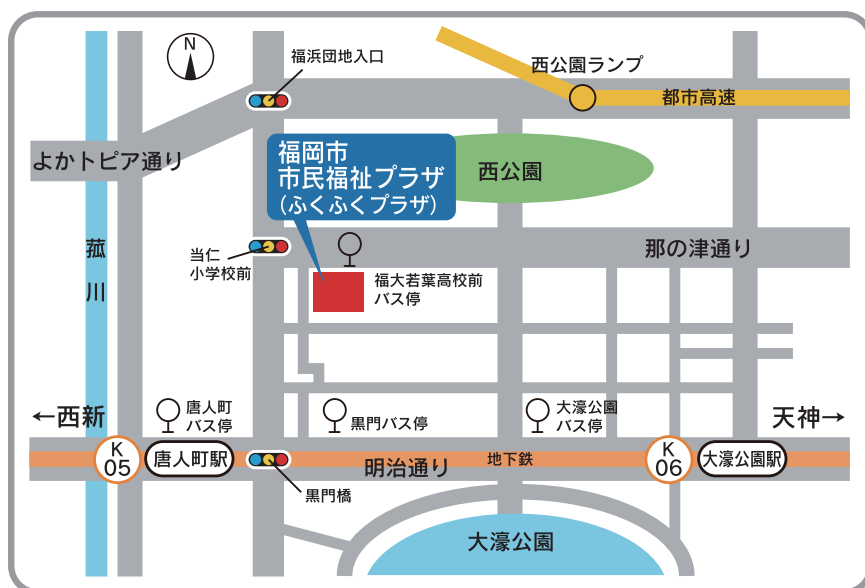 N
福浜団地入口
西公園ランプ
都市高速
よかトピア通り
福岡市
市民福祉プラザ
(ふくふくプラザ)
西公園
菰川
当仁
小学校前
那の津通り
福大若葉高校前
バス停
←西新
唐人町
バス停
黒門バス停
大濠公園
バス停
天神→
K
05
唐人町駅
明治通り
地下鉄
K
06
大濠公園駅
黒門橋
大濠公園